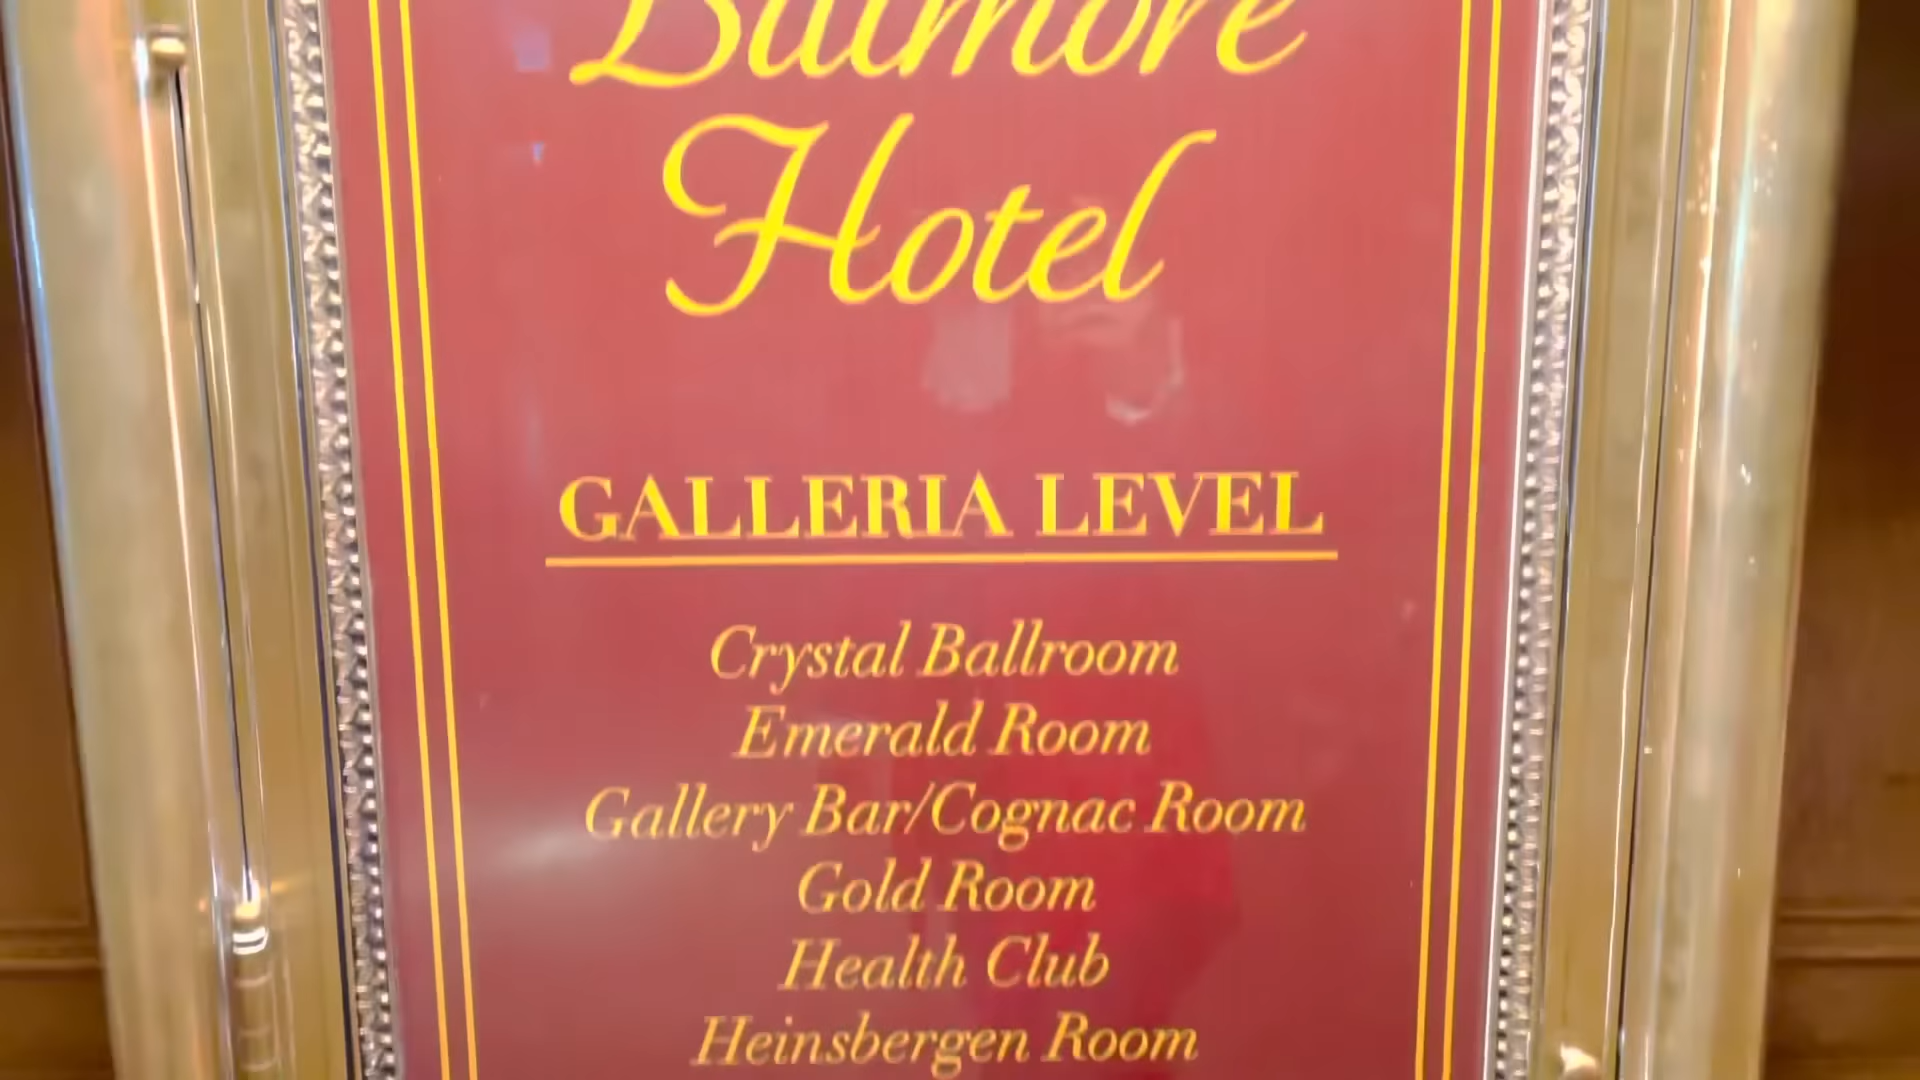 Biltmore
Hotel
GALLERIA LEVEL
Crystal Ballroom
Emerald Room
Gallery Bar/Cognac Room
Gold Room
Health Club
Heinsbergen Room